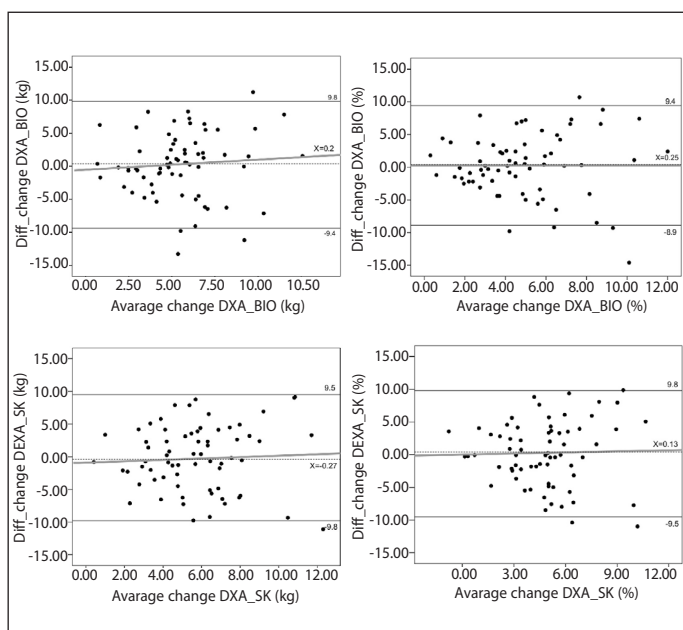 15.00
10.00
5.00
0.00
-5.00
-10.00
-15.00
Diff_change DXA_BIO (kg)
9.8
X=0.2
-9.4
0.00 2.50 5.00 7.50 10.00 10.50
Avarage change DXA_BIO (kg)
15.00
10.00
5.00
0.00
-5.00
-10.00
-15.00
Diff_change DXA_BIO (%)
9.4
X=0.25
-8.9
0.00 2.00 4.00 6.00 8.00 10.00 12.00
Avarage change DXA_BIO (%)
15.00
10.00
5.00
0.00
-5.00
-10.00
-15.00
Diff_change DEXA_SK (kg)
9.5
X=-0.27
-9.8
0.00 2.00 4.00 6.00 8.00 10.00 12.00
Avarage change DXA_SK (kg)
15.00
10.00
5.00
0.00
-5.00
-10.00
-15.00
Diff_change DEXA_SK (%)
9.8
X=0.13
-9.5
0.00 3.00 6.00 9.00 12.00
Avarage change DXA_SK (%)